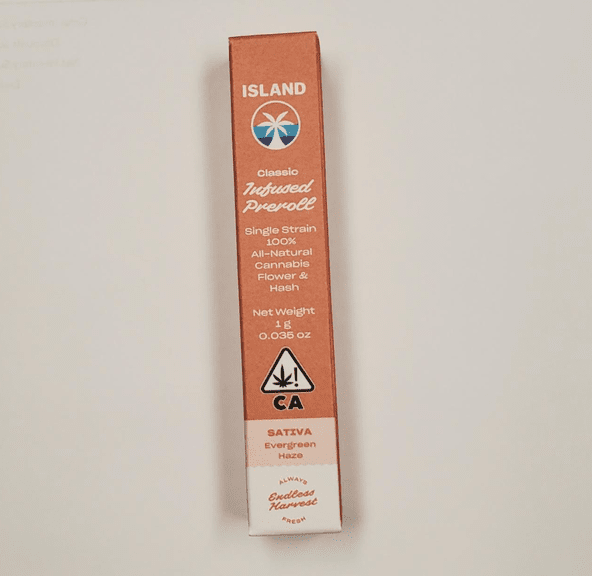 ISLAND
Classic
Infused
Preroll
Single Strain
100%
All-Natural
Cannabis
Flower &
Hash
Net Weight
1 g
0.035 oz
!
CA
SATIVA
Evergreen
Haze
ALWAYS
Endless
Harvest
FRESH